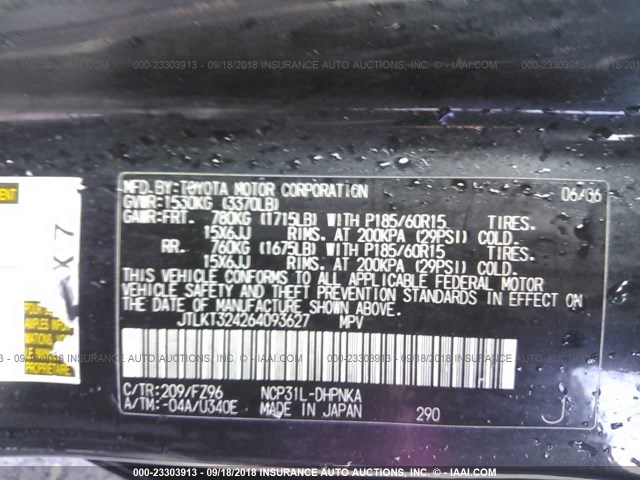 000-23303913 - 09/18/2018 INSURANCE AUTO AUCTIONS, INC. - © - IAAI.COM
MFD.BY:TOYOTA MOTOR CORPORATION 06/06
GVWR:1530KG (3370LB)
GAWR:FRT. 780KG (1715LB) WITH P185/60R15 TIRES.
15X6JJ RIMS. AT 200KPA (29PSI) COLD.
RR. 760KG (1675LB) WITH P185/60R15 TIRES.
15X6JJ RIMS. AT 200KPA (29PSI) COLD.
THIS VEHICLE CONFORMS TO ALL APPLICABLE FEDERAL MOTOR
VEHICLE SAFETY AND THEFT PREVENTION STANDARDS IN EFFECT ON
THE DATE OF MANUFACTURE SHOWN ABOVE.
JTLKT324264093627 MPV
C/TR:209/FZ96 NCP31L-DHPNKA
A/TM:-04A/U340E MADE IN JAPAN 290 J
X7
000-23303913 - 09/18/2018 INSURANCE AUTO AUCTIONS, INC. - © - IAAI.COM